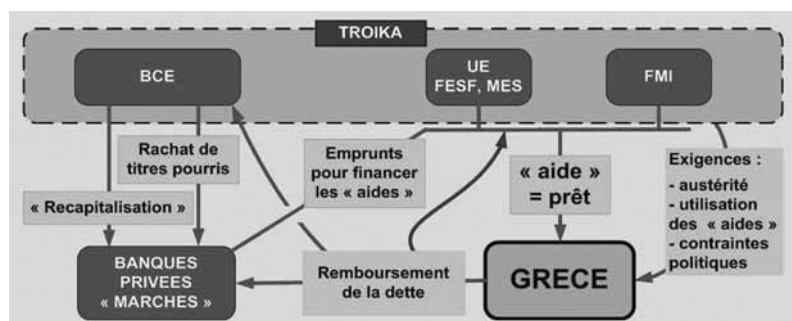 TROIKA
BCE
UE
FESF, MES
FMI
Rachat de
titres pourris
« Recapitalisation »
Emprunts
pour financer
les « aides »
« aide »
= prêt
Exigences :
- austérité
- utilisation
des « aides »
- contraintes
politiques
BANQUES
PRIVEES
« MARCHES »
Remboursement
de la dette
GRECE